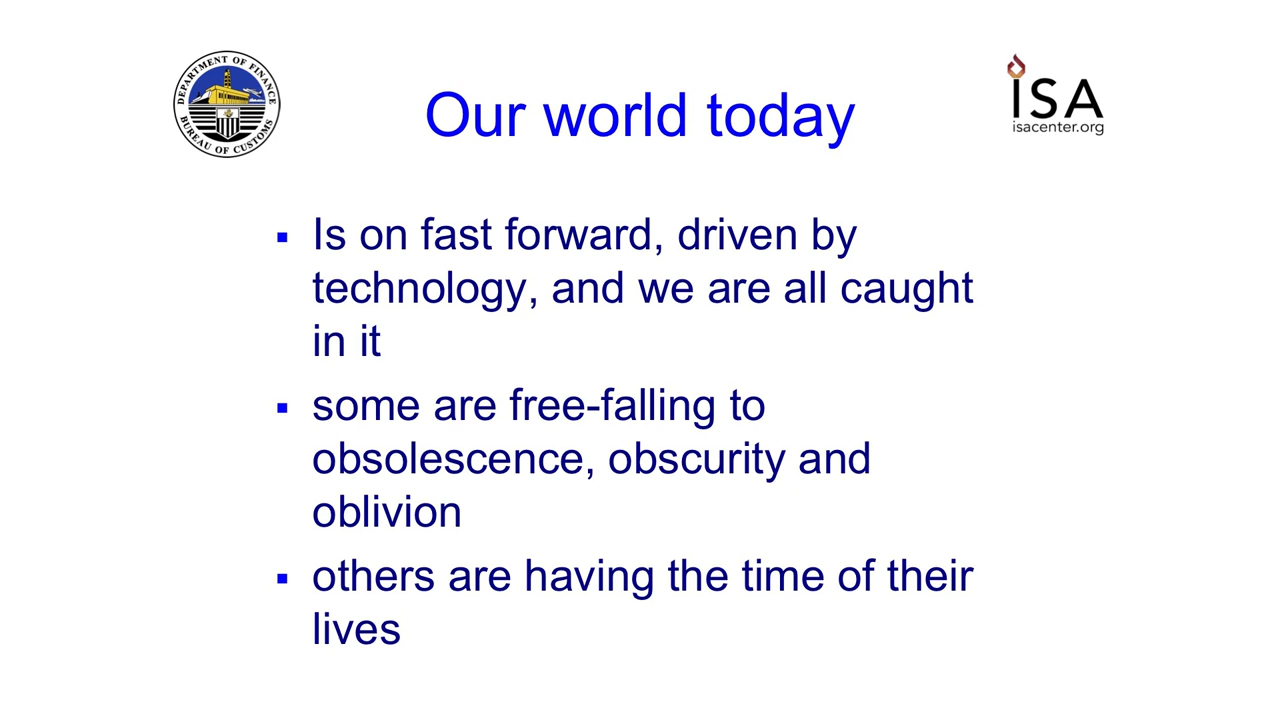 DEPARTMENT OF FINANCE
BUREAU OF CUSTOMS
Our world today
iSA
isacenter.org
▪ Is on fast forward, driven by
technology, and we are all caught
in it
▪ some are free-falling to
obsolescence, obscurity and
oblivion
▪ others are having the time of their
lives